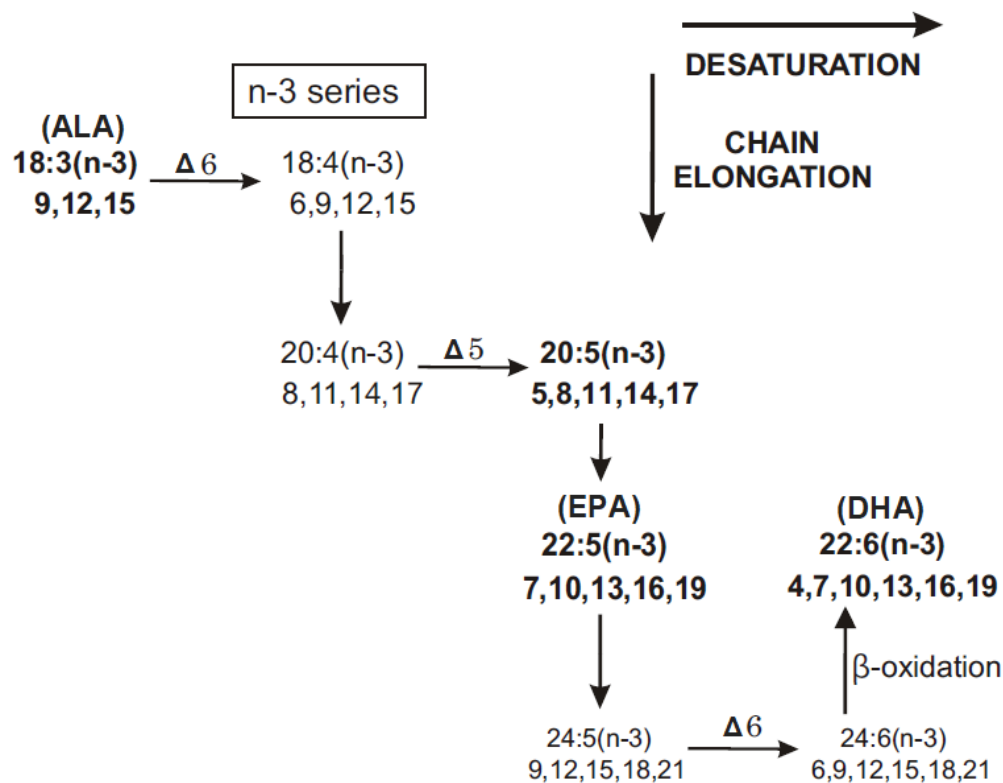 DESATURATION
CHAIN
ELONGATION
n-3 series
(ALA)
18:3(n-3)
9,12,15
Δ 6
18:4(n-3)
6,9,12,15
20:4(n-3)
8,11,14,17
Δ 5
20:5(n-3)
5,8,11,14,17
(EPA)
22:5(n-3)
7,10,13,16,19
(DHA)
22:6(n-3)
4,7,10,13,16,19
β-oxidation
24:5(n-3)
9,12,15,18,21
Δ 6
24:6(n-3)
6,9,12,15,18,21